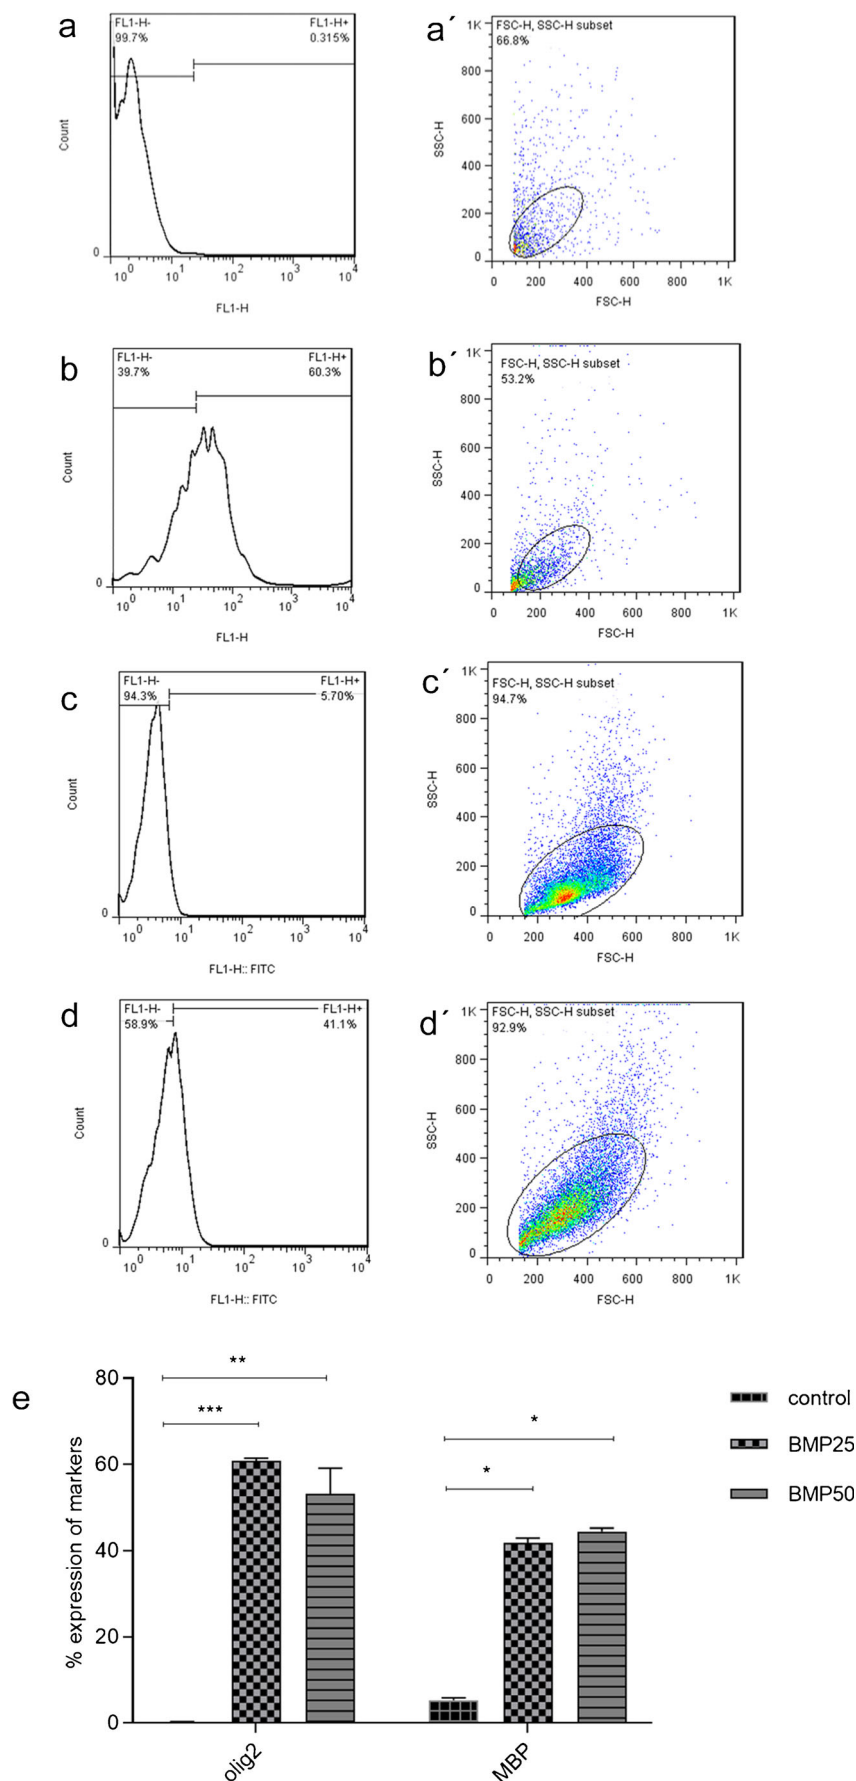 a
FL1-H-
99.7%
FL1-H+
0.315%
Count
0
10^0 10^1 10^2 10^3 10^4
FL1-H
a´
FSC-H, SSC-H subset
66.8%
SSC-H
1K
800
600
400
200
0
0 200 400 600 800 1K
FSC-H
b
FL1-H-
39.7%
FL1-H+
60.3%
Count
0
10^0 10^1 10^2 10^3 10^4
FL1-H
b´
FSC-H, SSC-H subset
53.2%
SSC-H
1K
800
600
400
200
0
0 200 400 600 800 1K
FSC-H
c
FL1-H-
94.3%
FL1-H+
5.70%
Count
0
10^0 10^1 10^2 10^3 10^4
FL1-H:: FITC
c´
FSC-H, SSC-H subset
94.7%
SSC-H
1K
800
600
400
200
0
0 200 400 600 800 1K
FSC-H
d
FL1-H-
58.9%
FL1-H+
41.1%
Count
0
10^0 10^1 10^2 10^3 10^4
FL1-H:: FITC
d´
FSC-H, SSC-H subset
92.9%
SSC-H
1K
800
600
400
200
0
0 200 400 600 800 1K
FSC-H
e
% expression of markers
80
60
40
20
0
**
***
*
*
olig2
MBP
control
BMP25
BMP50